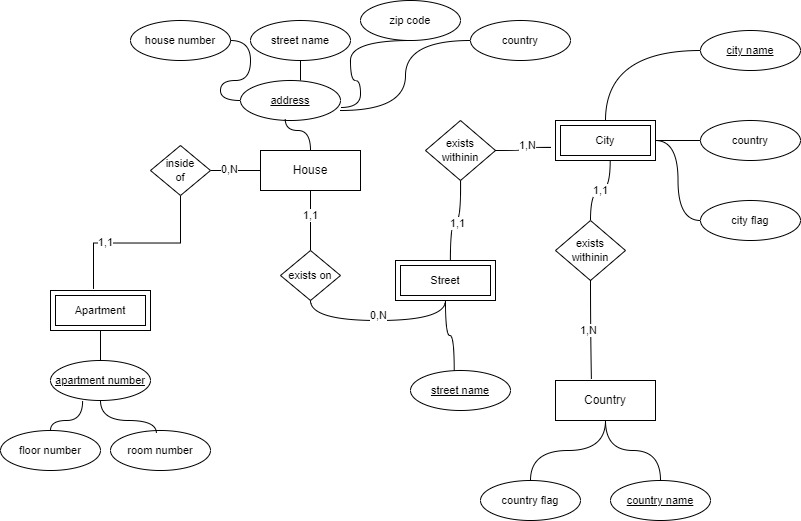 house number
street name
zip code
country
address
city name
exists
withinin
1,N
City
country
inside
of
0,N
House
1,1
1,1
city flag
1,1
1,1
exists on
Street
exists
withinin
Apartment
0,N
1,N
apartment number
street name
Country
floor number
room number
country flag
country name